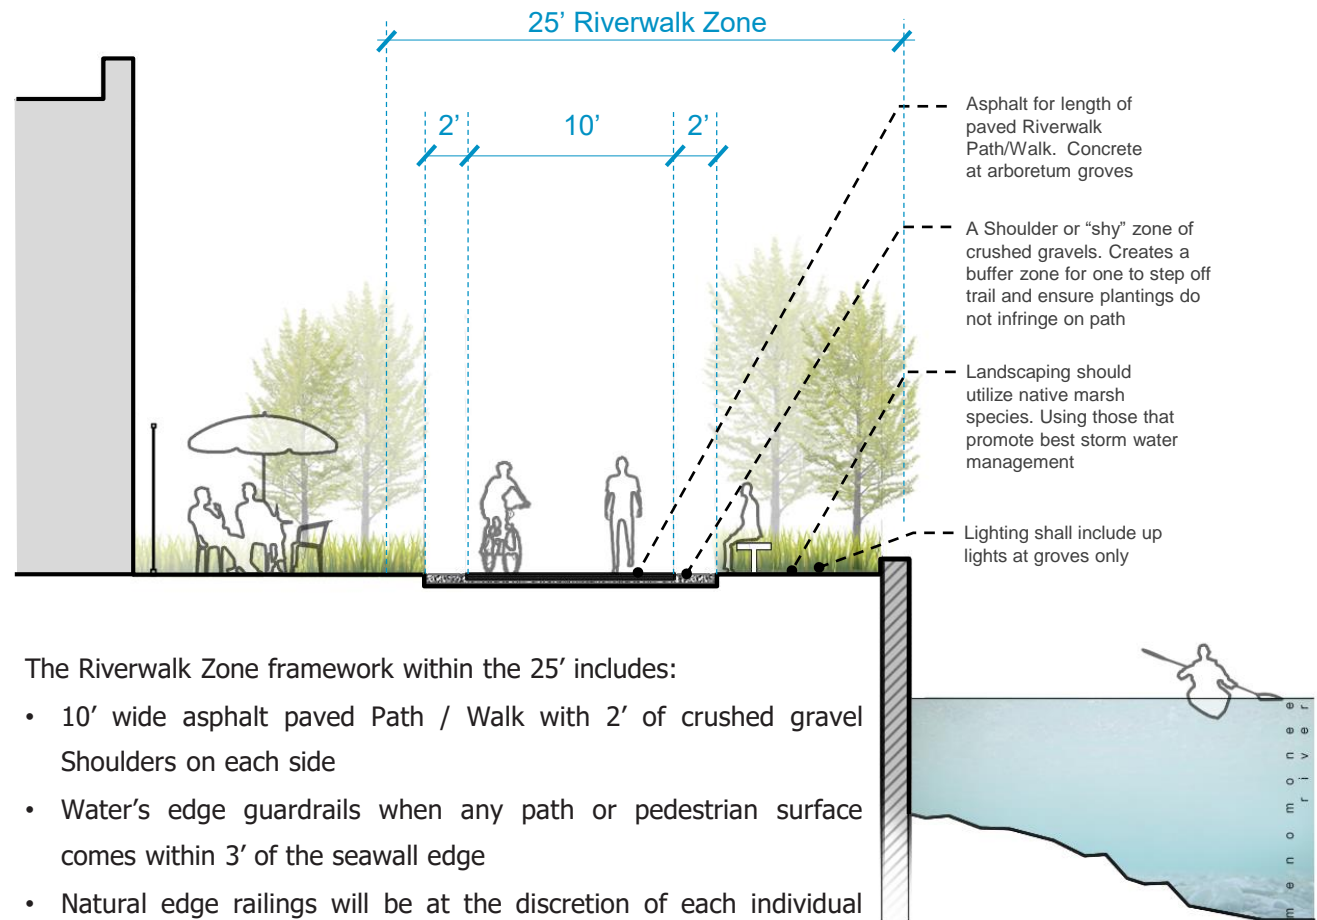 25’ Riverwalk Zone
2’
10’
2’
Asphalt for length of
paved Riverwalk
Path/Walk.  Concrete
at arboretum groves
A Shoulder or “shy” zone of
crushed gravels. Creates a
buffer zone for one to step off
trail and ensure plantings do
not infringe on path
Landscaping should
utilize native marsh
species. Using those that
promote best storm water
management
Lighting shall include up
lights at groves only
The Riverwalk Zone framework within the 25’ includes:
• 10’ wide asphalt paved Path / Walk with 2’ of crushed gravel
Shoulders on each side
• Water’s edge guardrails when any path or pedestrian surface
comes within 3’ of the seawall edge
• Natural edge railings will be at the discretion of each individual
menomonee
river